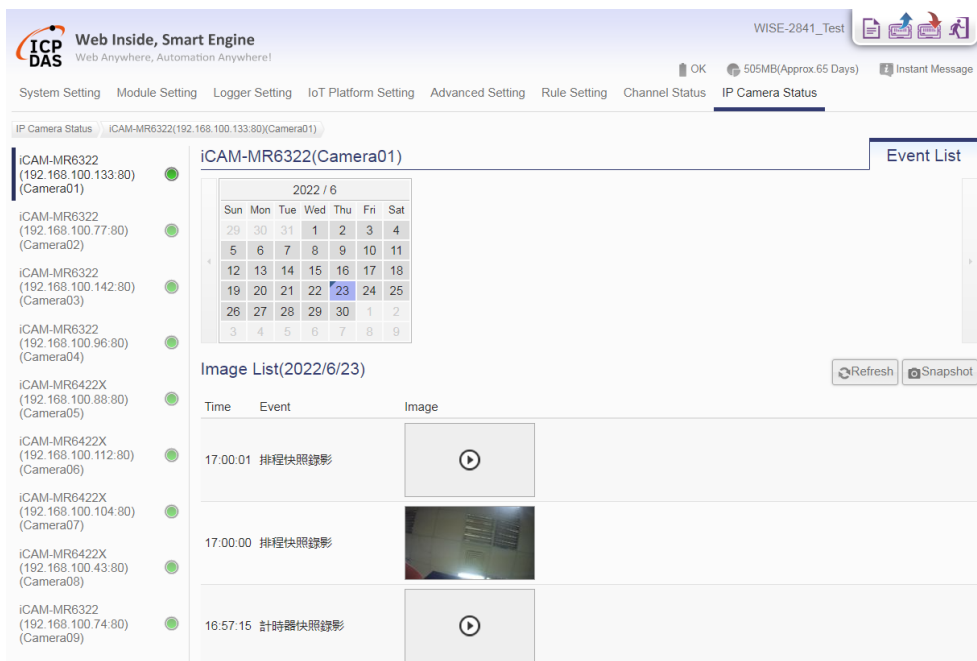 ICP DAS
Web Inside, Smart Engine
Web Anywhere, Automation Anywhere!
WISE-2841_Test
OK 505MB(Approx.65 Days) Instant Message
System Setting Module Setting Logger Setting IoT Platform Setting Advanced Setting Rule Setting Channel Status IP Camera Status
IP Camera Status iCAM-MR6322(192.168.100.133:80)(Camera01)
iCAM-MR6322
(192.168.100.133:80)
(Camera01)
iCAM-MR6322
(192.168.100.77:80)
(Camera02)
iCAM-MR6322
(192.168.100.142:80)
(Camera03)
iCAM-MR6322
(192.168.100.96:80)
(Camera04)
iCAM-MR6422X
(192.168.100.88:80)
(Camera05)
iCAM-MR6422X
(192.168.100.112:80)
(Camera06)
iCAM-MR6422X
(192.168.100.104:80)
(Camera07)
iCAM-MR6422X
(192.168.100.43:80)
(Camera08)
iCAM-MR6322
(192.168.100.74:80)
(Camera09)
iCAM-MR6322(Camera01)
Event List
2022 / 6
Sun Mon Tue Wed Thu Fri Sat
29 30 31 1 2 3 4
5 6 7 8 9 10 11
12 13 14 15 16 17 18
19 20 21 22 23 24 25
26 27 28 29 30 1 2
3 4 5 6 7 8 9
Image List(2022/6/23)
Refresh Snapshot
Time Event Image
17:00:01 排程快照錄影
17:00:00 排程快照錄影
16:57:15 計時器快照錄影